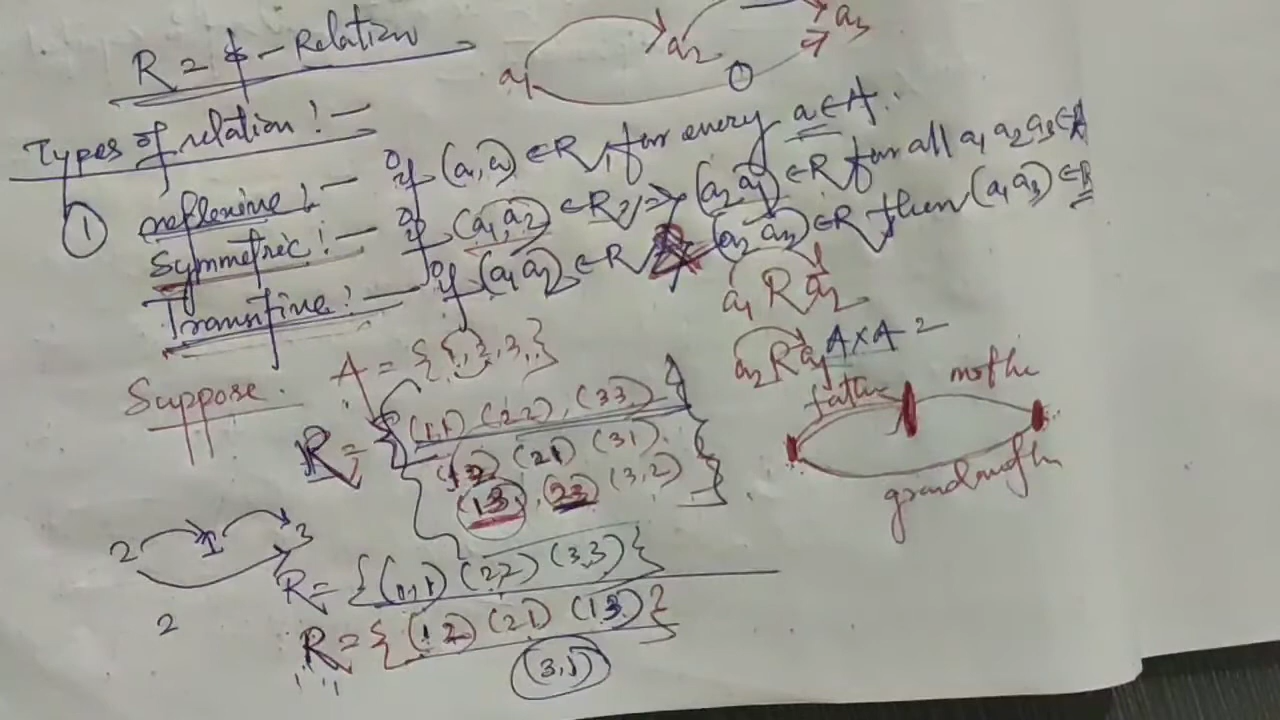 R = ϕ - Relation
a1 a2 a3
Types of relation :-
① reflexive :- If (a, a) ∈ R, for every a ∈ A.
Symmetric :- If (a1, a2) ∈ R, ⇒ (a2 a1) ∈ R for all a1 a2 a3 ∈ A
Transitive :- If (a1 a2) ∈ R (a2 a3) ∈ R then (a1 a3) ∈ R
a1 R a2
a2 R a1 A×A =
Suppose. A = {1, 2, 3,}
father mothe
R = {(1,1) (2 2), (3 3)
(1 2) (2 1) (3 1)
(1 3), (2 3) (3, 2)}
grandmothe
2 1 3
2
R = {(1, 1) (2 2) (3, 3)}
R = {(1 2) (2 1) (1 3)}
(3, 1)